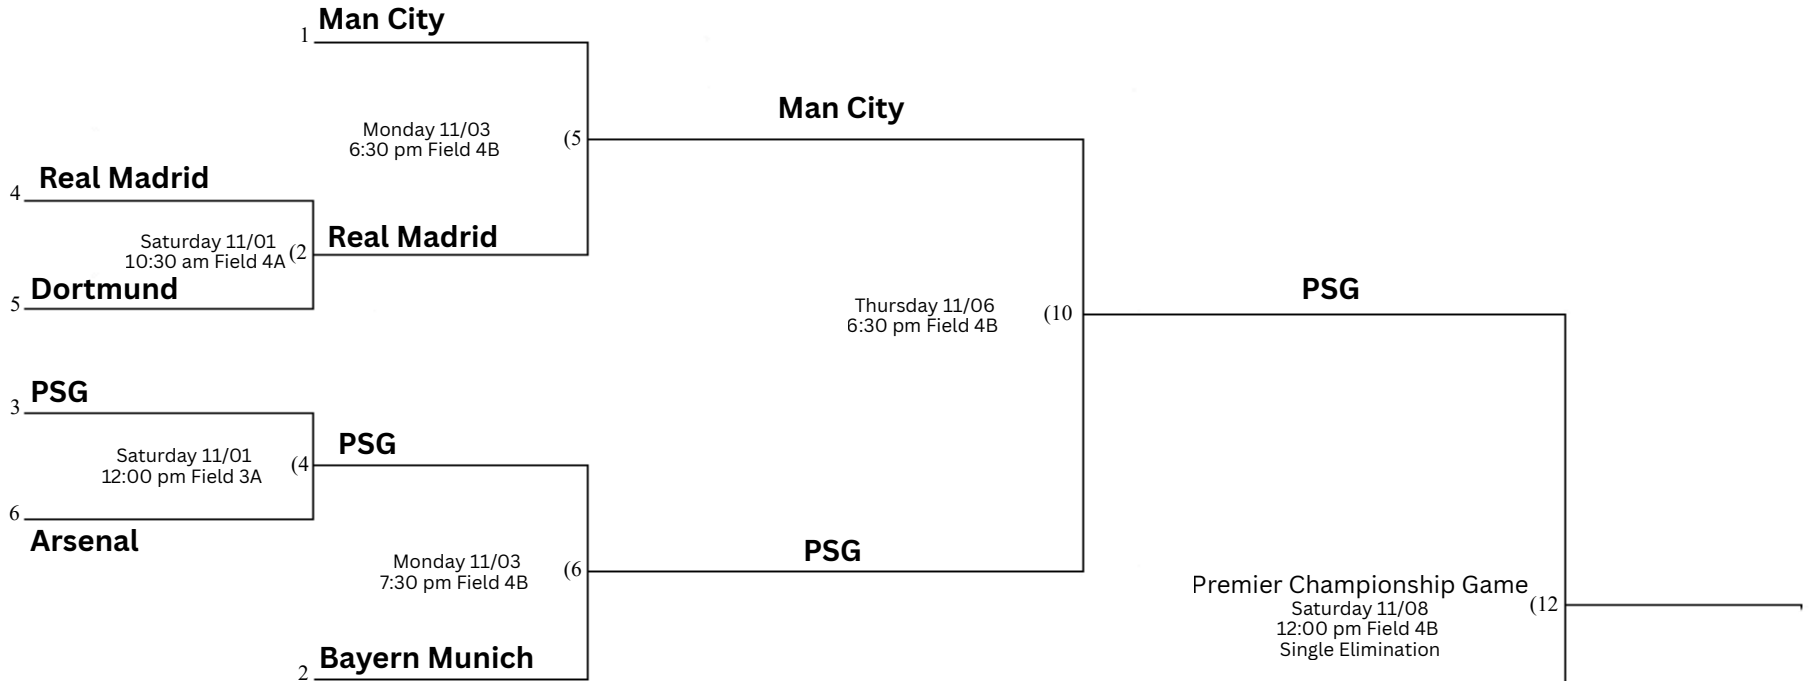 Man City
1
Monday 11/03
6:30 pm Field 4B
(5
Man City
Real Madrid
4
Saturday 11/01
10:30 am Field 4A
(2
Real Madrid
Dortmund
5
Thursday 11/06
6:30 pm Field 4B
(10
PSG
PSG
3
Saturday 11/01
12:00 pm Field 3A
(4
PSG
6
Arsenal
Monday 11/03
7:30 pm Field 4B
(6
PSG
Bayern Munich
2
Premier Championship Game
Saturday 11/08
12:00 pm Field 4B
Single Elimination
(12